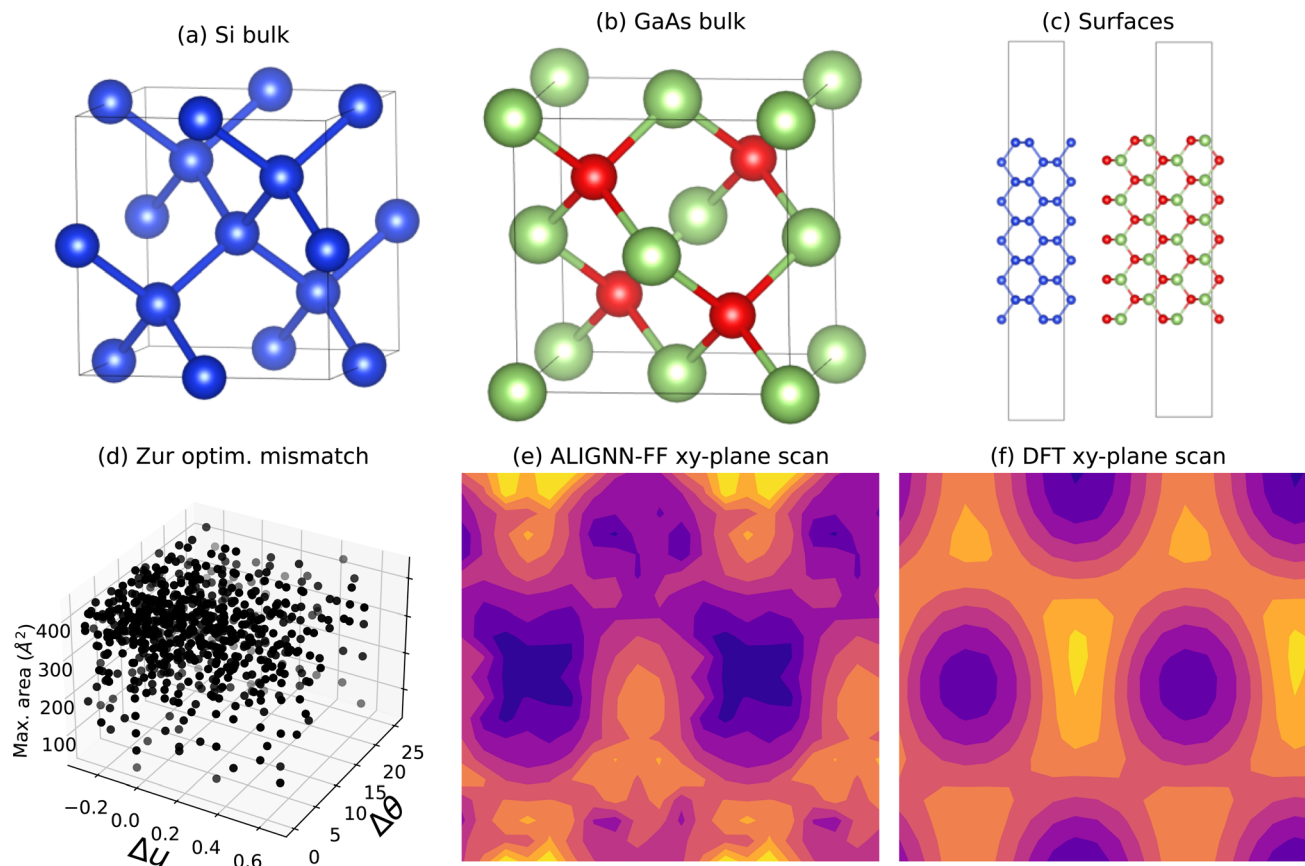 (a) Si bulk
(b) GaAs bulk
(c) Surfaces
(d) Zur optim. mismatch
(e) ALIGNN-FF xy-plane scan
(f) DFT xy-plane scan
Max. area (Å²)
400
300
200
100
−0.2
0.0
0.2
0.4
0.6
Δu
0
5
10
15
20
25
Δθ